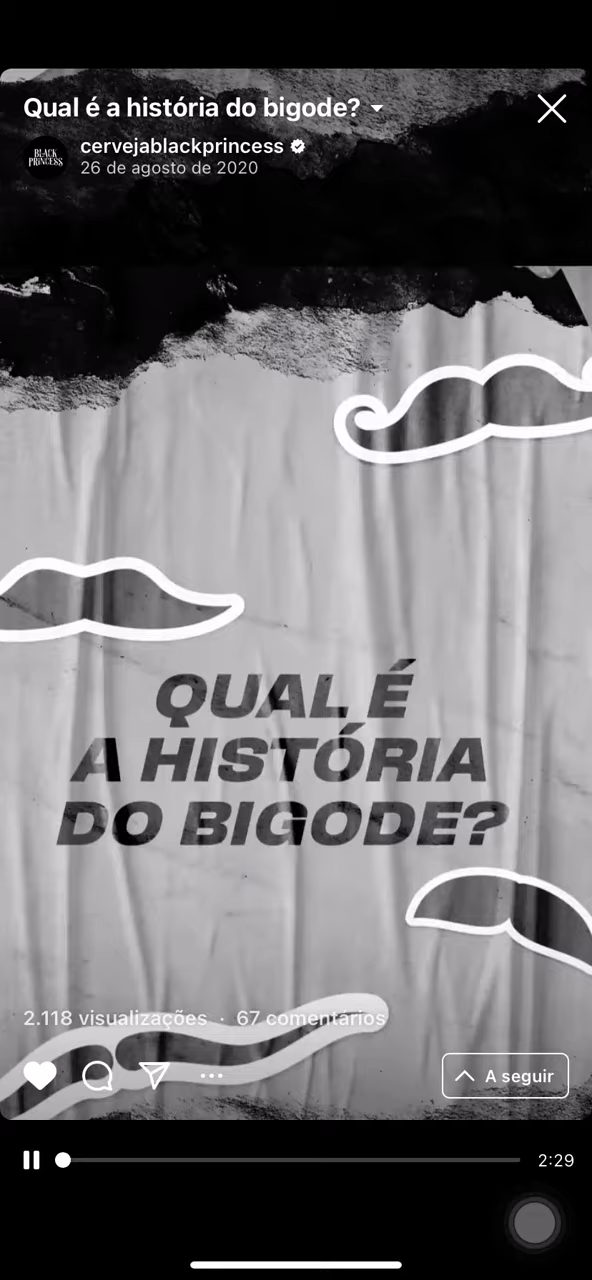 Qual é a história do bigode?
cervejablackprincess
BLACK
PRINCESS
26 de agosto de 2020
QUAL É
A HISTÓRIA
DO BIGODE?
2.118 visualizações · 67 comentários
A seguir
2:29